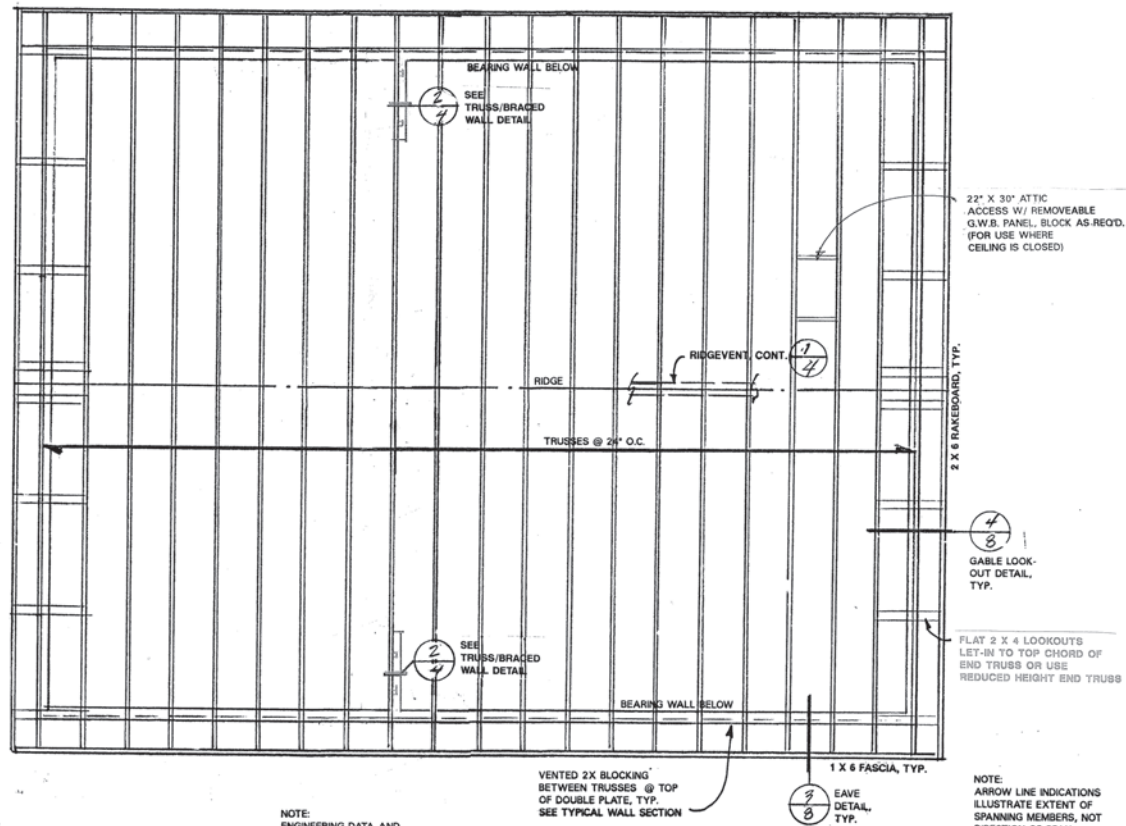 BEARING WALL BELOW
2
4
SEE
TRUSS/BRACED
WALL DETAIL
22" X 30" ATTIC
ACCESS W/ REMOVEABLE
G.W.B. PANEL, BLOCK AS REQ'D.
(FOR USE WHERE
CEILING IS CLOSED)
RIDGEVENT, CONT.
1
4
RIDGE
2 X 6 RAKEBOARD, TYP.
TRUSSES @ 24" O.C.
4
8
GABLE LOOK-
OUT DETAIL,
TYP.
2
4
SEE
TRUSS/BRACED
WALL DETAIL
FLAT 2 X 4 LOOKOUTS
LET-IN TO TOP CHORD OF
END TRUSS OR USE
REDUCED HEIGHT END TRUSS
BEARING WALL BELOW
1 X 6 FASCIA, TYP.
VENTED 2X BLOCKING
BETWEEN TRUSSES @ TOP
OF DOUBLE PLATE, TYP.
SEE TYPICAL WALL SECTION
3
8
EAVE
DETAIL,
TYP.
NOTE:
ARROW LINE INDICATIONS
ILLUSTRATE EXTENT OF
SPANNING MEMBERS, NOT
NOTE:
ENGINEERING DATA AND